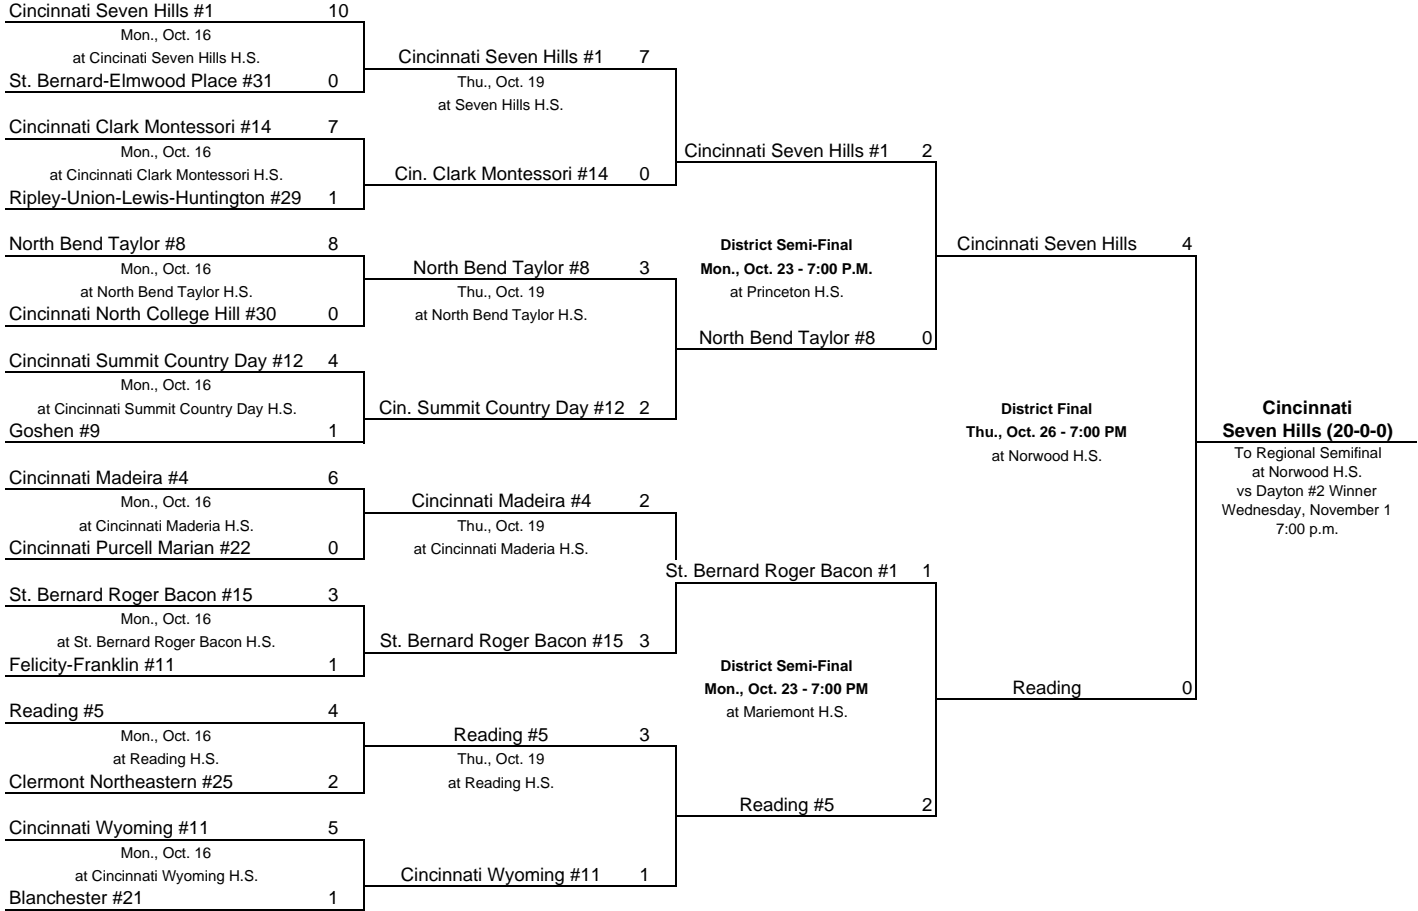 Cincinnati Seven Hills #1 10
Mon., Oct. 16
at Cincinati Seven Hills H.S.
St. Bernard-Elmwood Place #31 0
Cincinnati Clark Montessori #14 7
Mon., Oct. 16
at Cincinnati Clark Montessori H.S.
Ripley-Union-Lewis-Huntington #29 1
North Bend Taylor #8 8
Mon., Oct. 16
at North Bend Taylor H.S.
Cincinnati North College Hill #30 0
Cincinnati Summit Country Day #12 4
Mon., Oct. 16
at Cincinnati Summit Country Day H.S.
Goshen #9 1
Cincinnati Madeira #4 6
Mon., Oct. 16
at Cincinnati Maderia H.S.
Cincinnati Purcell Marian #22 0
St. Bernard Roger Bacon #15 3
Mon., Oct. 16
at St. Bernard Roger Bacon H.S.
Felicity-Franklin #11 1
Reading #5 4
Mon., Oct. 16
at Reading H.S.
Clermont Northeastern #25 2
Cincinnati Wyoming #11 5
Mon., Oct. 16
at Cincinnati Wyoming H.S.
Blanchester #21 1
Cincinnati Seven Hills #1 7
Thu., Oct. 19
at Seven Hills H.S.
Cin. Clark Montessori #14 0
North Bend Taylor #8 3
Thu., Oct. 19
at North Bend Taylor H.S.
Cin. Summit Country Day #12 2
Cincinnati Madeira #4 2
Thu., Oct. 19
at Cincinnati Maderia H.S.
St. Bernard Roger Bacon #15 3
Reading #5 3
Thu., Oct. 19
at Reading H.S.
Cincinnati Wyoming #11 1
Cincinnati Seven Hills #1 2
District Semi-Final
Mon., Oct. 23 - 7:00 P.M.
at Princeton H.S.
North Bend Taylor #8 0
St. Bernard Roger Bacon #1 1
District Semi-Final
Mon., Oct. 23 - 7:00 PM
at Mariemont H.S.
Reading #5 2
Cincinnati Seven Hills 4
District Final
Thu., Oct. 26 - 7:00 PM
at Norwood H.S.
Reading 0
Cincinnati
Seven Hills (20-0-0)
To Regional Semifinal
at Norwood H.S.
vs Dayton #2 Winner
Wednesday, November 1
7:00 p.m.